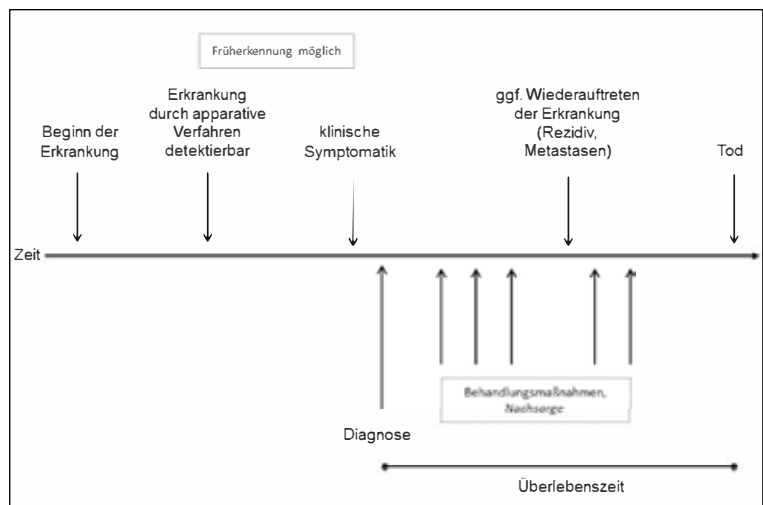 Früherkennung möglich
Beginn der
Erkrankung
Erkrankung
durch apparative
Verfahren
detektierbar
klinische
Symptomatik
ggf. Wiederauftreten
der Erkrankung
(Rezidiv,
Metastasen)
Tod
Zeit
Behandlungsmaßnahmen,
Nachsorge
Diagnose
Überlebenszeit